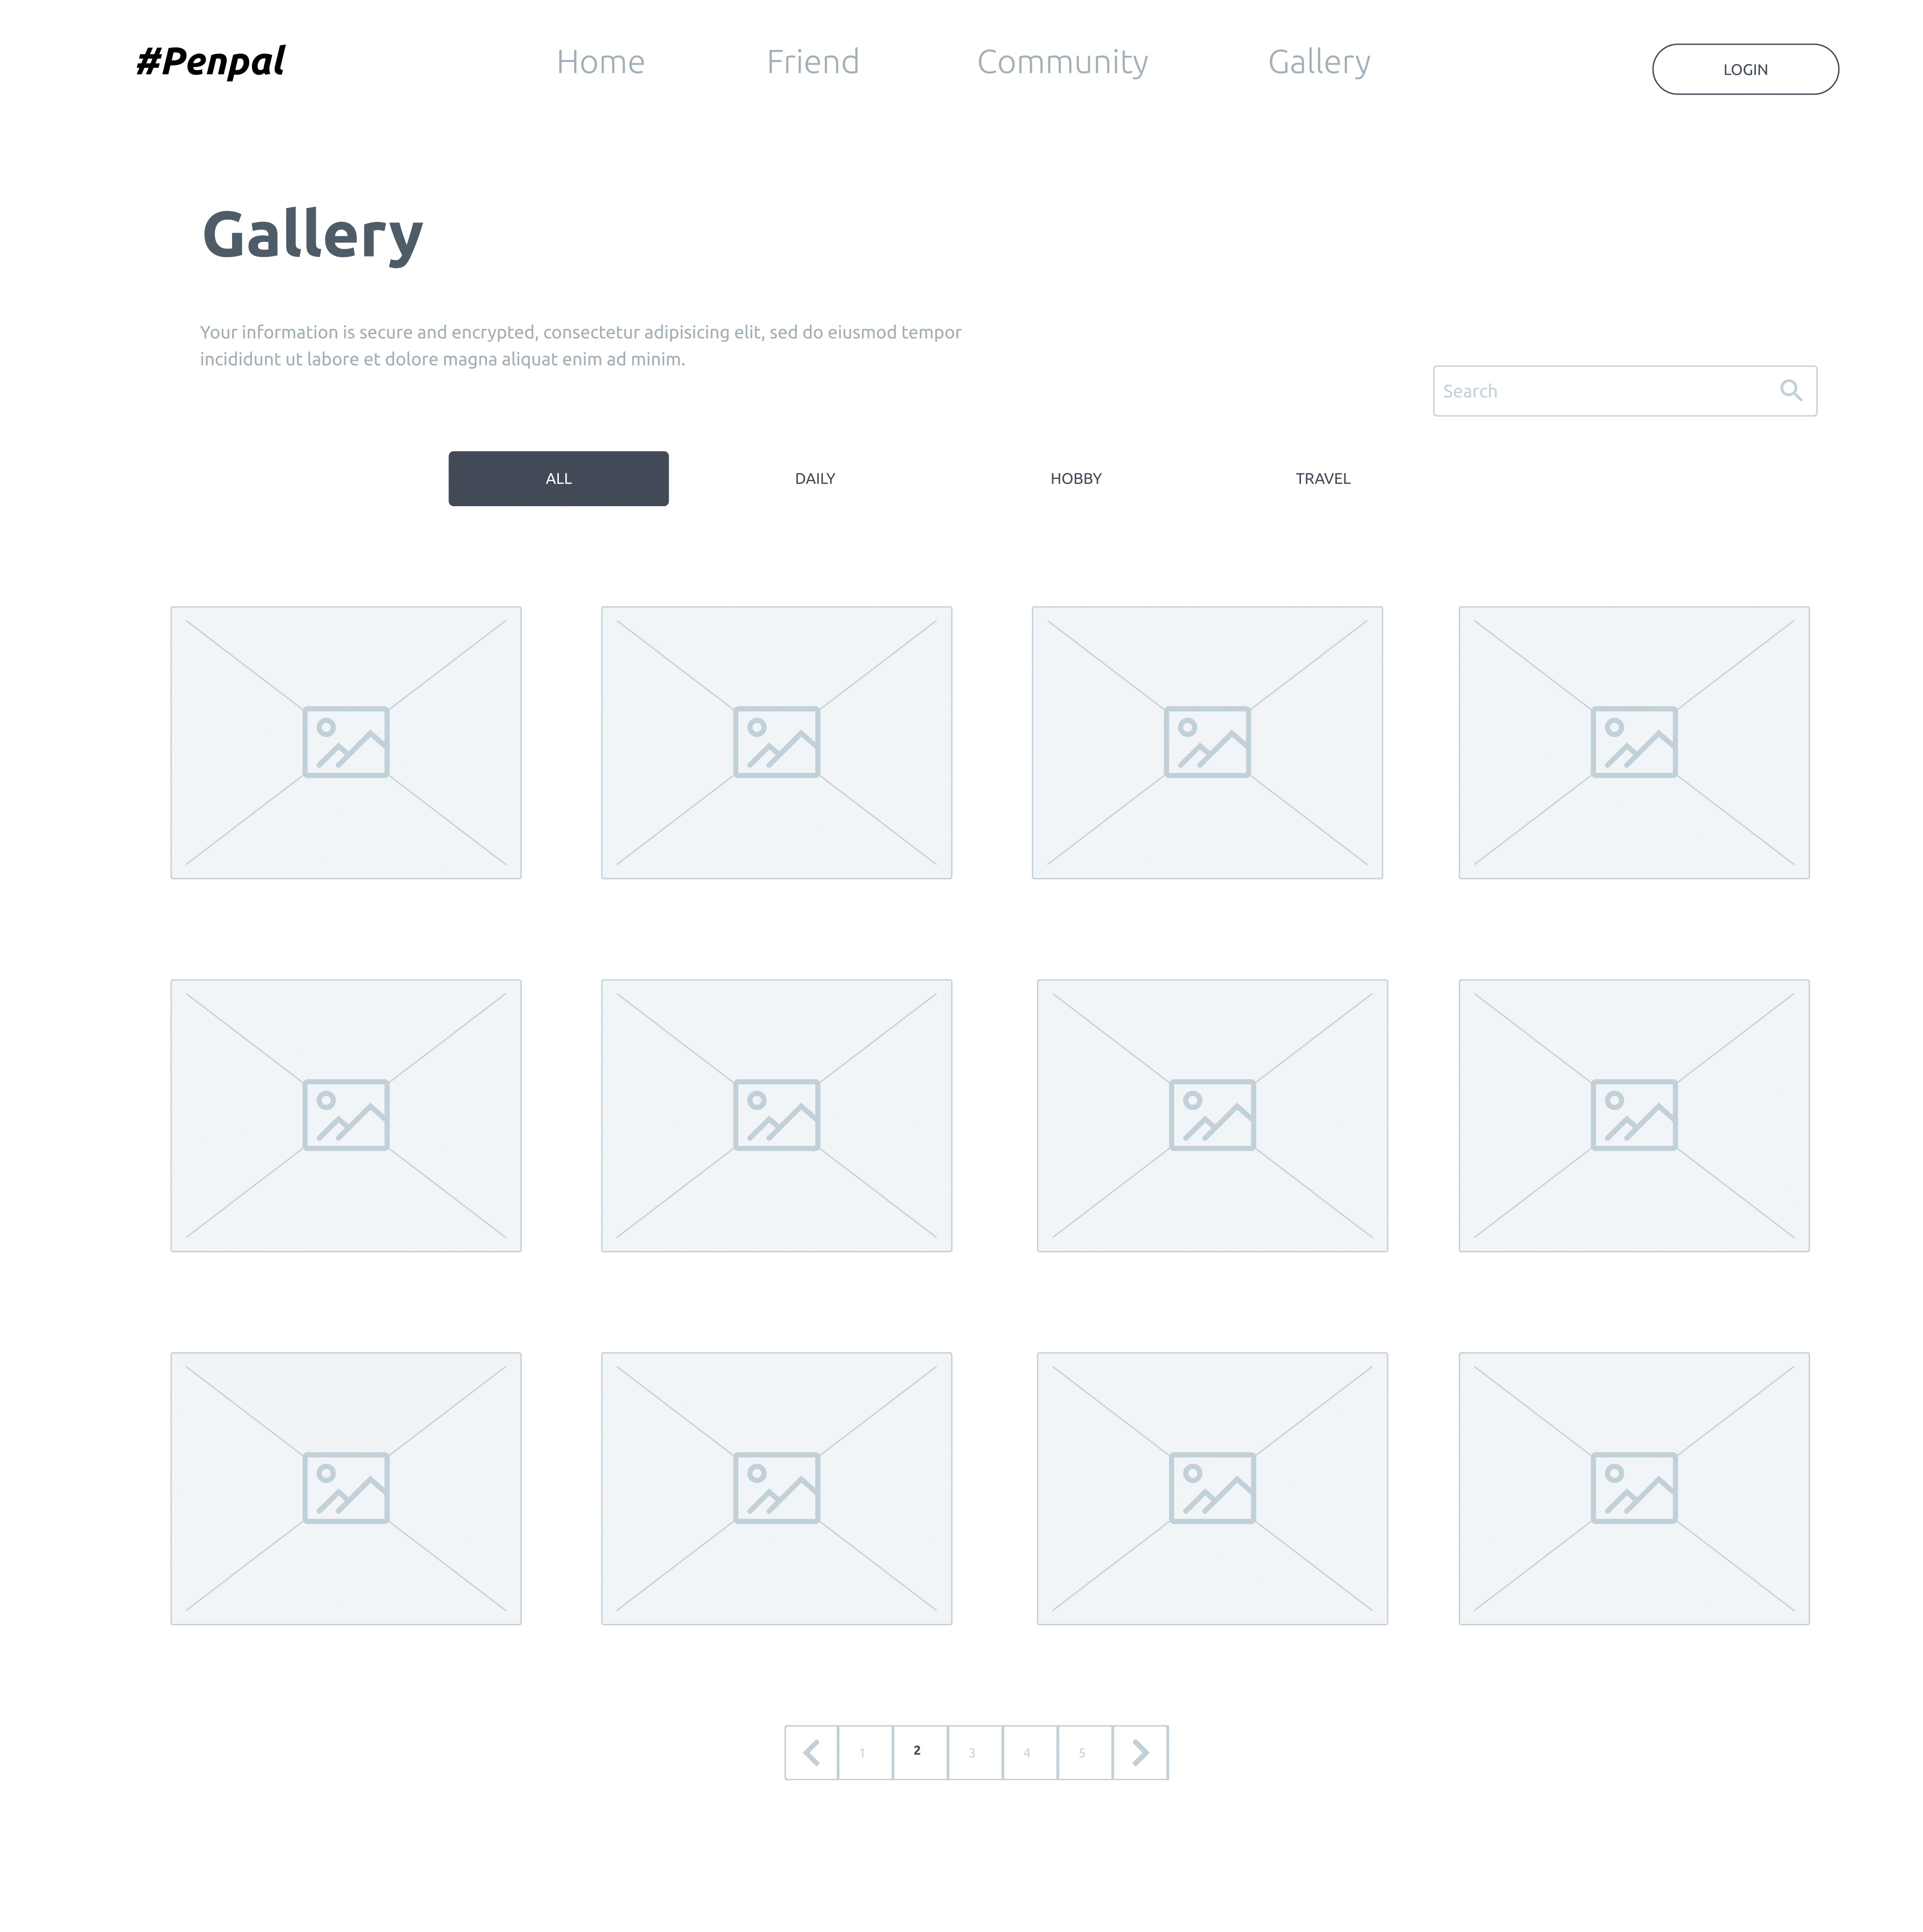 #Penpal
Home
Friend
Community
Gallery
LOGIN
Gallery
Your information is secure and encrypted, consectetur adipisicing elit, sed do eiusmod tempor
incididunt ut labore et dolore magna aliquat enim ad minim.
Search
ALL
DAILY
HOBBY
TRAVEL
1
2
3
4
5